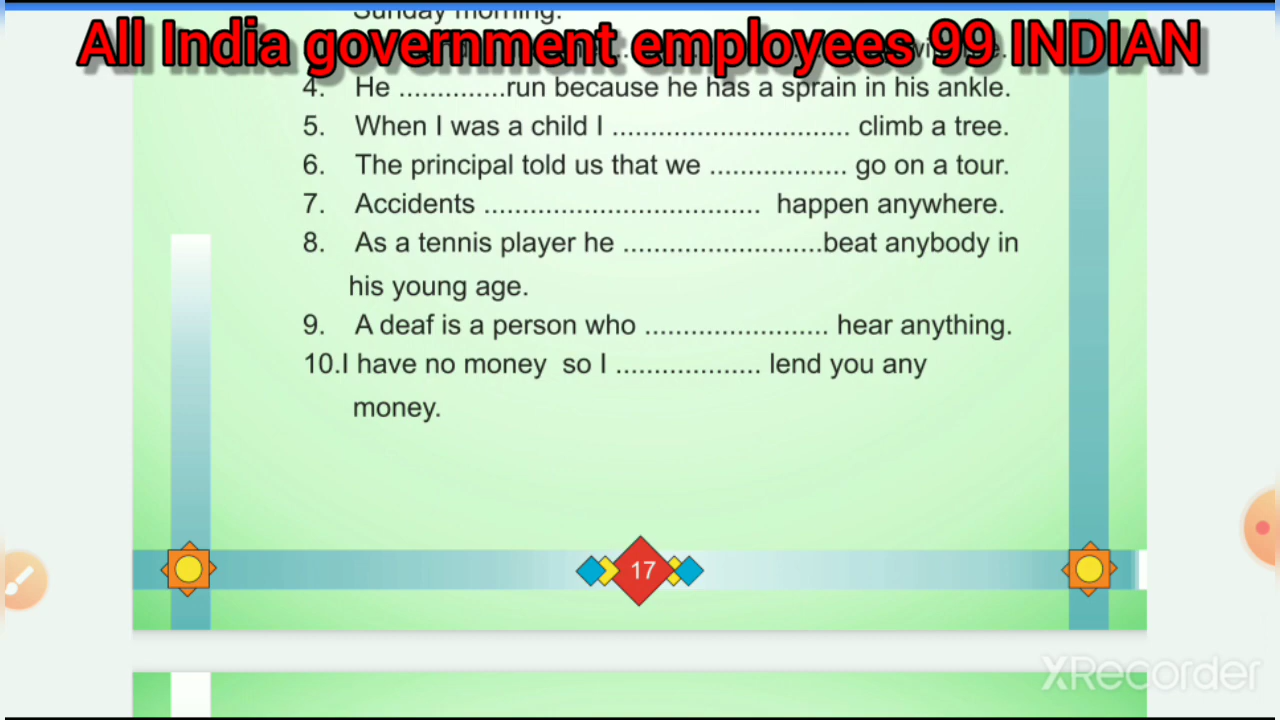 Sunday morning.
All India government employees 99 INDIAN
4. He ..............run because he has a sprain in his ankle.
5. When I was a child I ............................... climb a tree.
6. The principal told us that we .................. go on a tour.
7. Accidents .................................... happen anywhere.
8. As a tennis player he ..........................beat anybody in
his young age.
9. A deaf is a person who ........................ hear anything.
10.I have no money so I ................... lend you any
money.
17
XRecorder